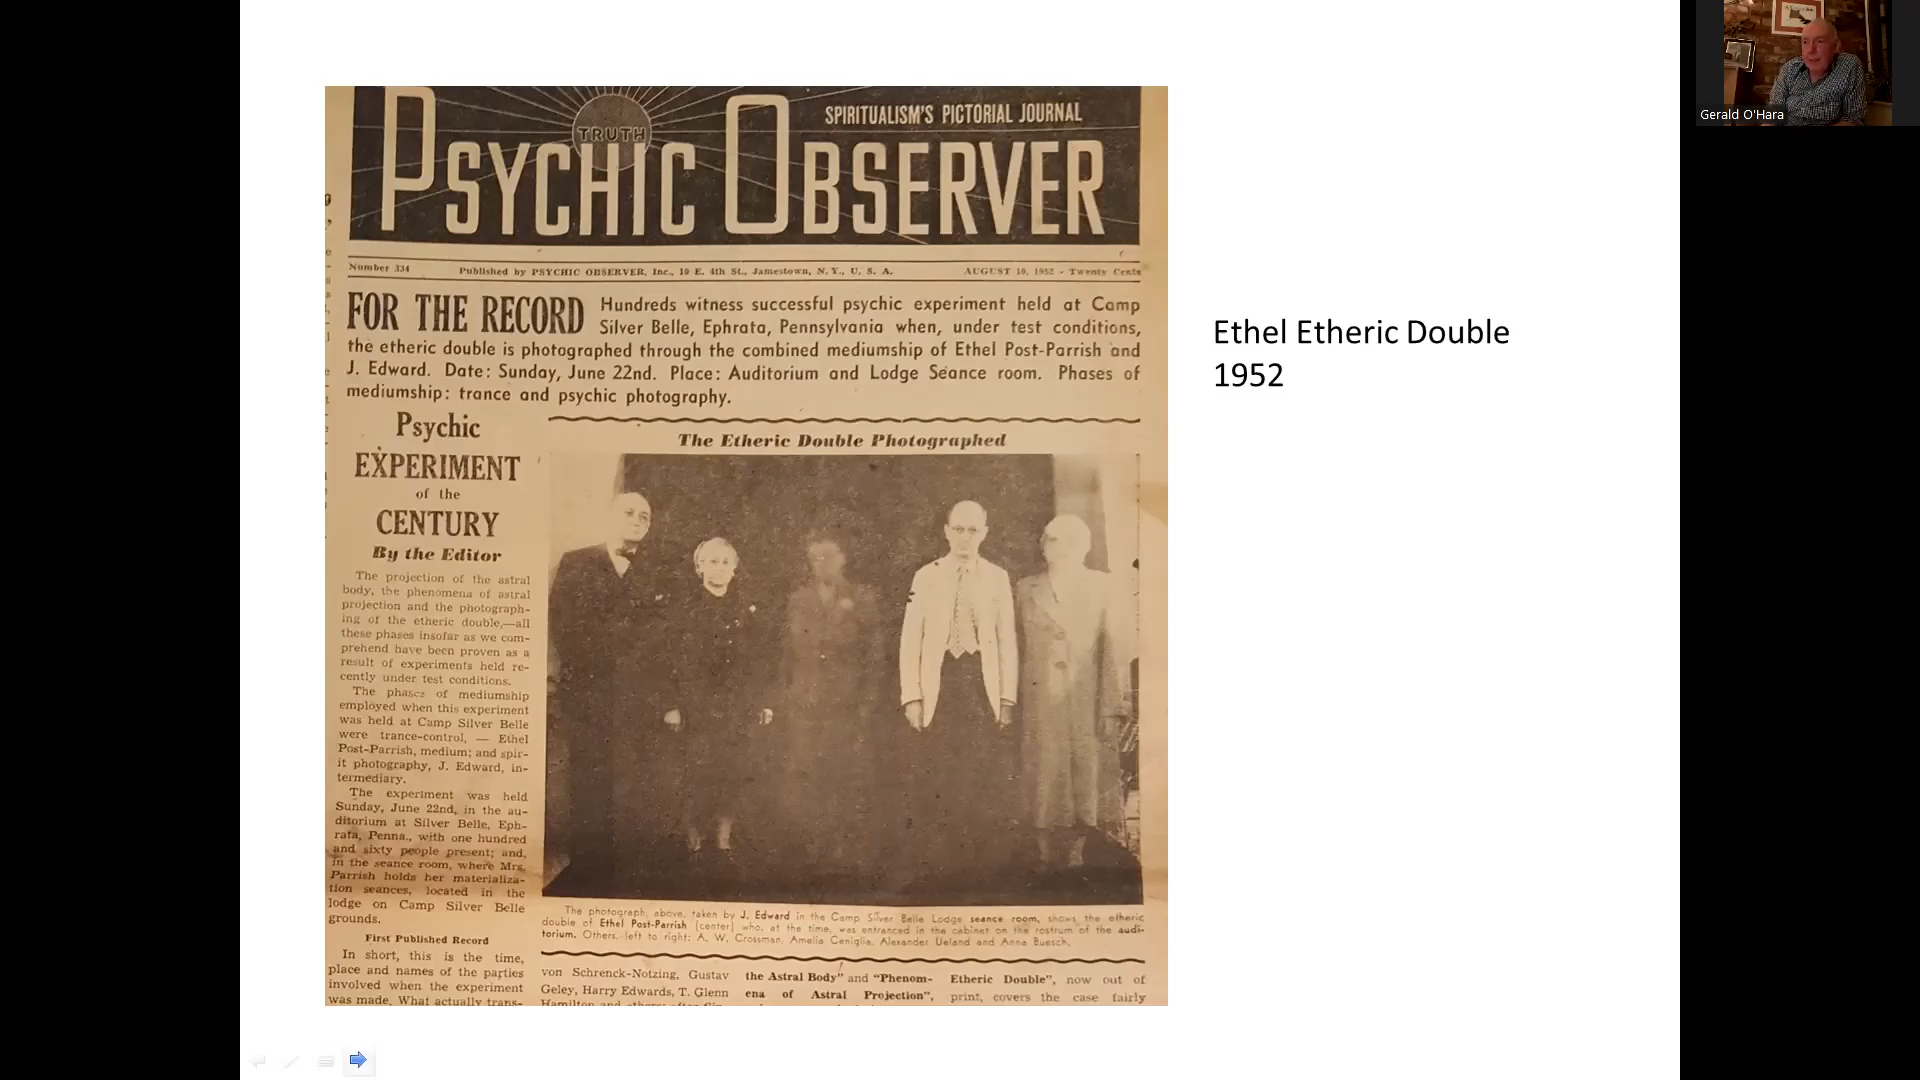 SPIRITUALISM'S PICTORIAL JOURNAL
TRUTH
PSYCHIC OBSERVER
Number 334 Published by PSYCHIC OBSERVER, Inc., 10 E. 4th St., Jamestown, N. Y., U. S. A. AUGUST 10, 1952 - Twenty Cents
FOR THE RECORD Hundreds witness successful psychic experiment held at Camp
Silver Belle, Ephrata, Pennsylvania when, under test conditions,
the etheric double is photographed through the combined mediumship of Ethel Post-Parrish and
J. Edward. Date: Sunday, June 22nd. Place: Auditorium and Lodge Séance room. Phases of
mediumship: trance and psychic photography.
Psychic
EXPERIMENT
of the
CENTURY
By the Editor
The projection of the astral
body, the phenomena of astral
projection and the photograph-
ing of the etheric double,—all
these phases insofar as we com-
prehend have been proven as a
result of experiments held re-
cently under test conditions.
The phases of mediumship
employed when this experiment
was held at Camp Silver Belle
were trance-control, — Ethel
Post-Parrish, medium; and spir-
it photography, J. Edward, in-
termediary.
The experiment was held
Sunday, June 22nd, in the au-
ditorium at Silver Belle, Eph-
rata, Penna., with one hundred
and sixty people present; and,
in the seance room, where Mrs.
Parrish holds her materializa-
tion seances, located in the
lodge on Camp Silver Belle
grounds.
First Published Record
In short, this is the time,
place and names of the parties
involved when the experiment
was made. What actually trans-
The Etheric Double Photographed
The photograph, above, taken by J. Edward in the Camp Silver Belle Lodge seance room, shows the etheric
double of Ethel Post-Parrish (center) who, at the time, was entranced in the cabinet on the rostrum of the audi-
torium. Others, left to right: A. W. Crossman, Amelia Ceniglia, Alexander Ueland and Anna Buesch.
von Schrenck-Notzing, Gustav
Geley, Harry Edwards, T. Glenn
Hamilton and others
the Astral Body" and "Phenom-
ena of Astral Projection",
Etheric Double", now out of
print, covers the case fairly
Ethel Etheric Double
1952
Gerald O'Hara